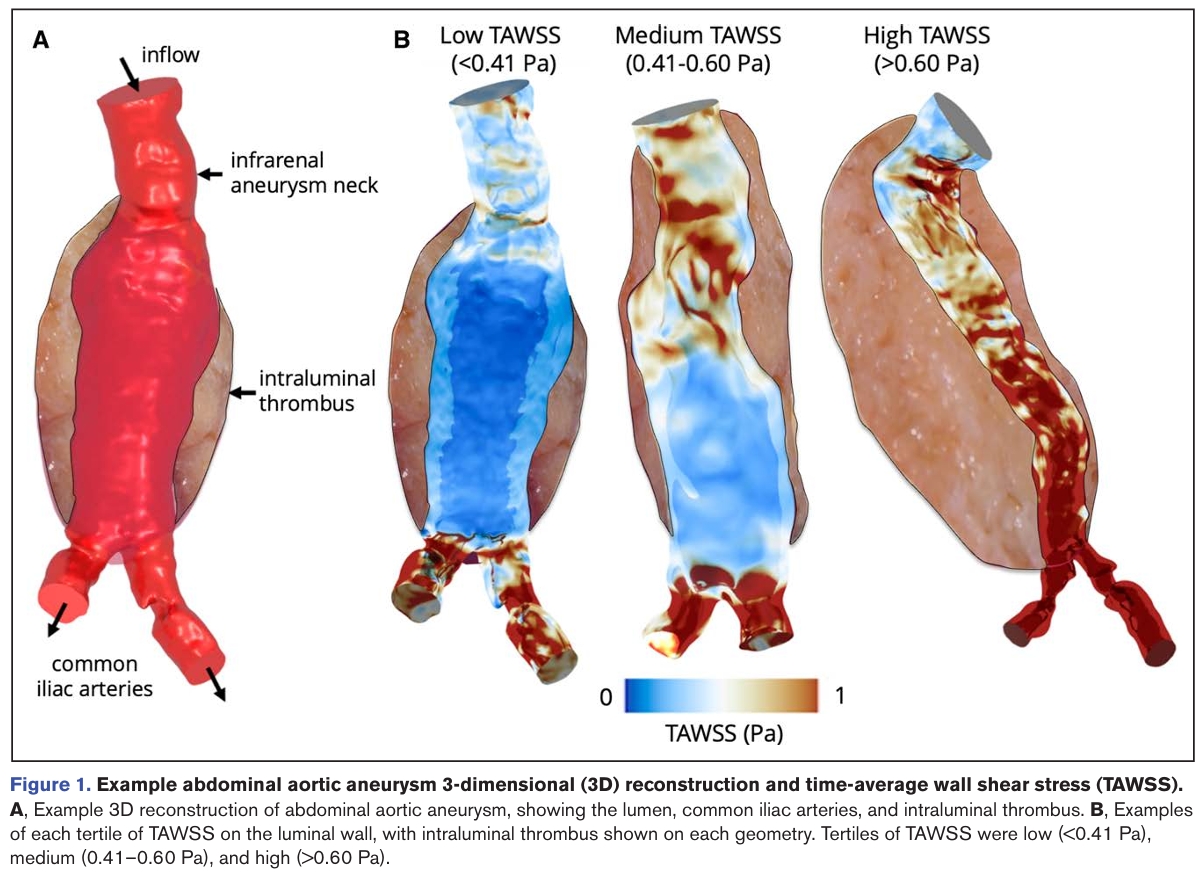 A
inflow
infrarenal
aneurysm neck
intraluminal
thrombus
common
iliac arteries
B
Low TAWSS
(<0.41 Pa)
Medium TAWSS
(0.41-0.60 Pa)
High TAWSS
(>0.60 Pa)
0
1
TAWSS (Pa)
Figure 1. Example abdominal aortic aneurysm 3-dimensional (3D) reconstruction and time-average wall shear stress (TAWSS).
A, Example 3D reconstruction of abdominal aortic aneurysm, showing the lumen, common iliac arteries, and intraluminal thrombus. B, Examples
of each tertile of TAWSS on the luminal wall, with intraluminal thrombus shown on each geometry. Tertiles of TAWSS were low (<0.41 Pa),
medium (0.41–0.60 Pa), and high (>0.60 Pa).